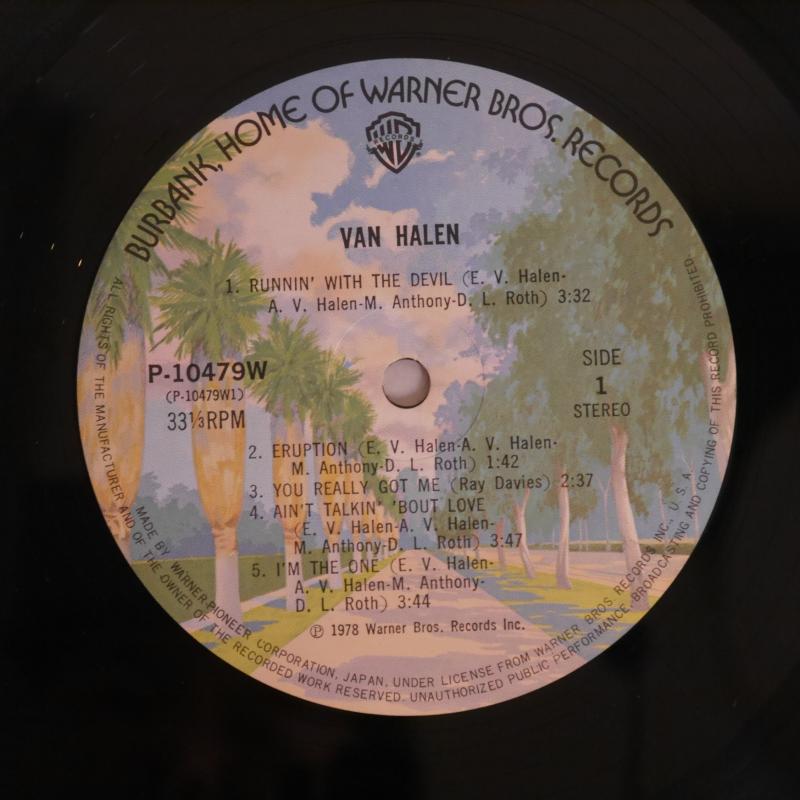 BURBANK, HOME OF WARNER BROS. RECORDS
WB
RECORDS
VAN HALEN
1. RUNNIN' WITH THE DEVIL (E. V. Halen-
A. V. Halen-M. Anthony-D. L. Roth) 3:32
P-10479W
(P-10479W1)
33⅓RPM
SIDE
1
STEREO
2. ERUPTION (E. V. Halen-A. V. Halen-
M. Anthony-D. L. Roth) 1:42
3. YOU REALLY GOT ME (Ray Davies) 2:37
4. AIN'T TALKIN' 'BOUT LOVE
(E. V. Halen-A. V. Halen-
M. Anthony-D. L. Roth) 3:47
5. I'M THE ONE (E. V. Halen-
A. V. Halen-M. Anthony-
D. L. Roth) 3:44
Ⓟ 1978 Warner Bros. Records Inc.
MADE BY WARNER-PIONEER CORPORATION, JAPAN, UNDER LICENSE FROM WARNER BROS. RECORDS INC., U.S.A.
ALL RIGHTS OF THE MANUFACTURER AND OF THE OWNER OF THE RECORDED WORK RESERVED. UNAUTHORIZED PUBLIC PERFORMANCE, BROADCASTING AND COPYING OF THIS RECORD PROHIBITED.